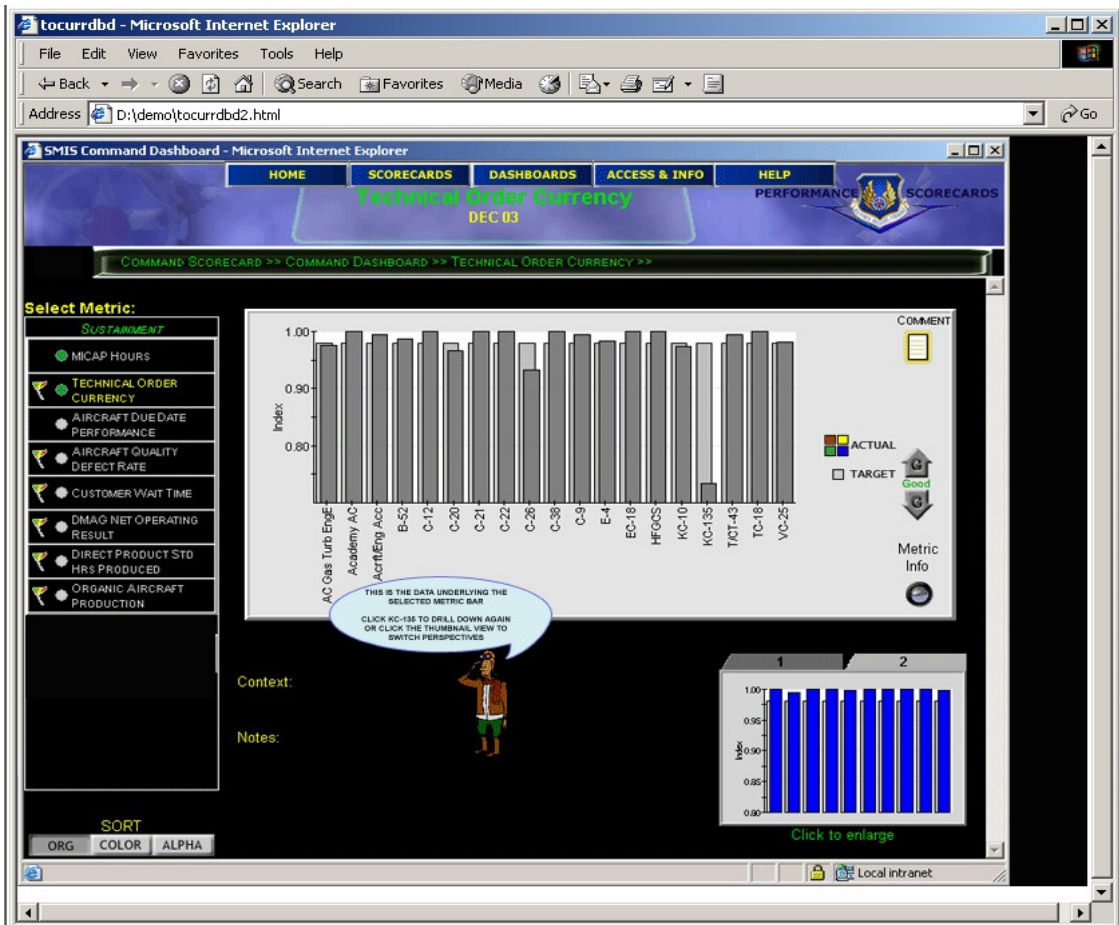 tocurrdbd - Microsoft Internet Explorer
File Edit View Favorites Tools Help
Back Search Favorites Media
Address D:\demo\tocurrdbd2.html Go
SMIS Command Dashboard - Microsoft Internet Explorer
HOME SCORECARDS DASHBOARDS ACCESS & INFO HELP
Technical Order Currency
DEC 03
PERFORMANCE SCORECARDS
COMMAND SCORECARD >> COMMAND DASHBOARD >> TECHNICAL ORDER CURRENCY >>
Select Metric:
SUSTAINMENT
MICAP HOURS
TECHNICAL ORDER
CURRENCY
AIRCRAFT DUE DATE
PERFORMANCE
AIRCRAFT QUALITY
DEFECT RATE
CUSTOMER WAIT TIME
DMAG NET OPERATING
RESULT
DIRECT PRODUCT STD
HRS PRODUCED
ORGANIC AIRCRAFT
PRODUCTION
SORT
ORG COLOR ALPHA
COMMENT
1.00
0.90
0.80
Index
AC Gas Turb EngE
Academy AC
Acrft/Eng Acc
B-52
C-12
C-20
C-21
C-22
C-26
C-38
C-9
E-4
EC-18
HFGCS
KC-10
KC-135
T/CT-43
TC-18
VC-25
ACTUAL
TARGET
G
Good
G
Metric
Info
THIS IS THE DATA UNDERLYING THE
SELECTED METRIC BAR
CLICK KC-135 TO DRILL DOWN AGAIN
OR CLICK THE THUMBNAIL VIEW TO
SWITCH PERSPECTIVES
Context:
Notes:
1 2
1.00
0.95
0.90
0.85
0.80
Index
Click to enlarge
Local intranet